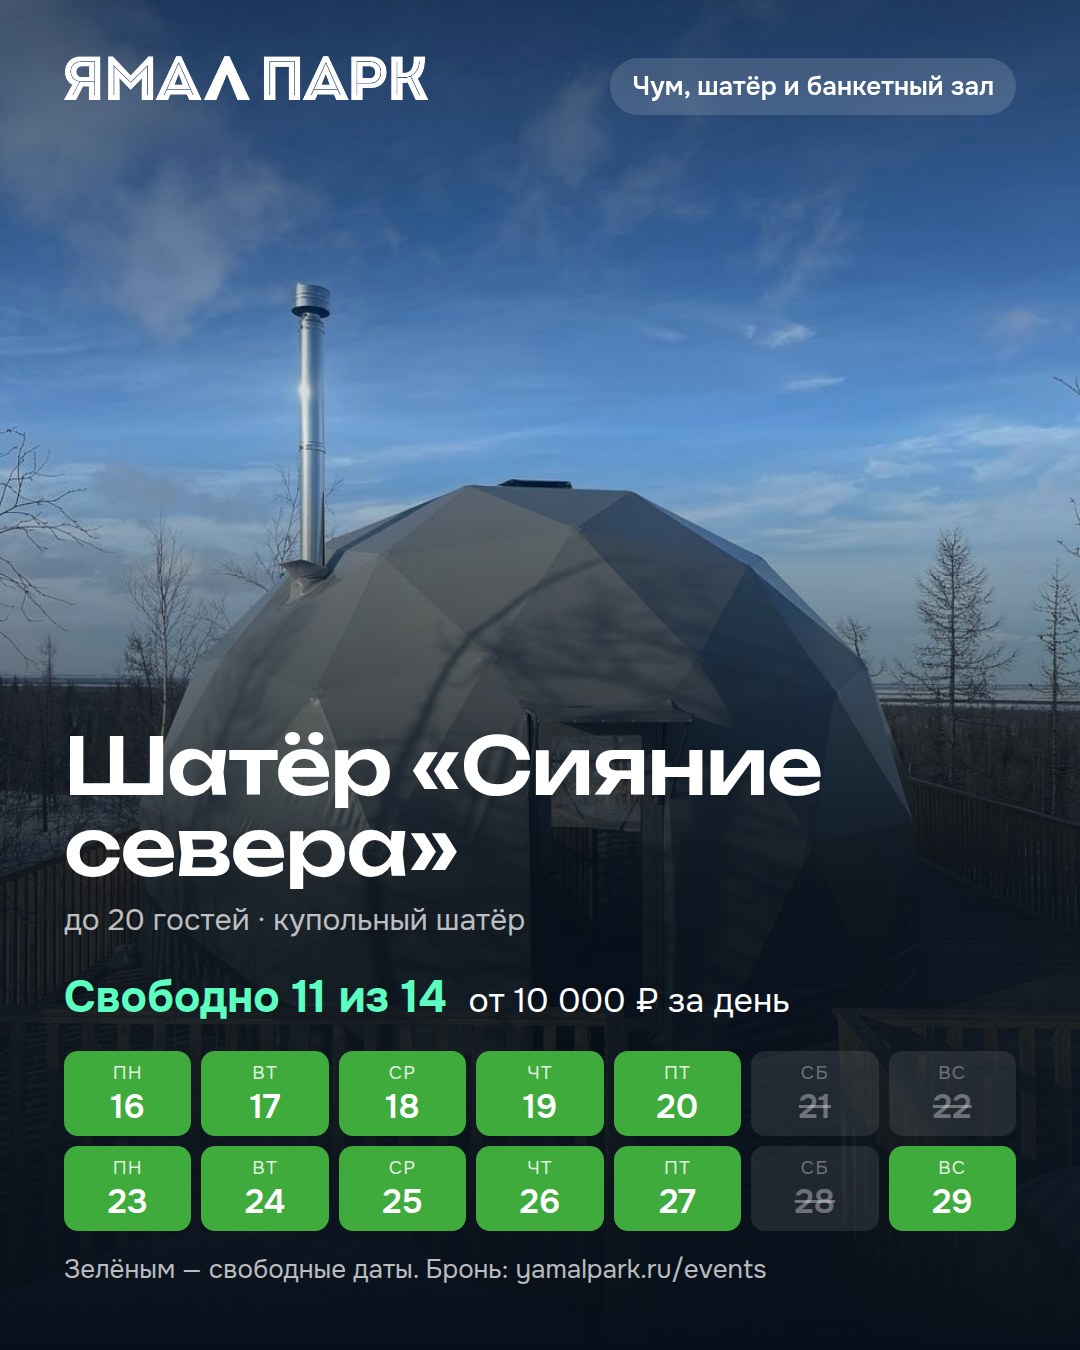 ЯМАЛ ПАРК
Чум, шатёр и банкетный зал
Шатёр «Сияние
севера»
до 20 гостей · купольный шатёр
Свободно 11 из 14 от 10 000 ₽ за день
ПН ВТ СР ЧТ ПТ СБ ВС
16 17 18 19 20 21 22
ПН ВТ СР ЧТ ПТ СБ ВС
23 24 25 26 27 28 29
Зелёным — свободные даты. Бронь: yamalpark.ru/events